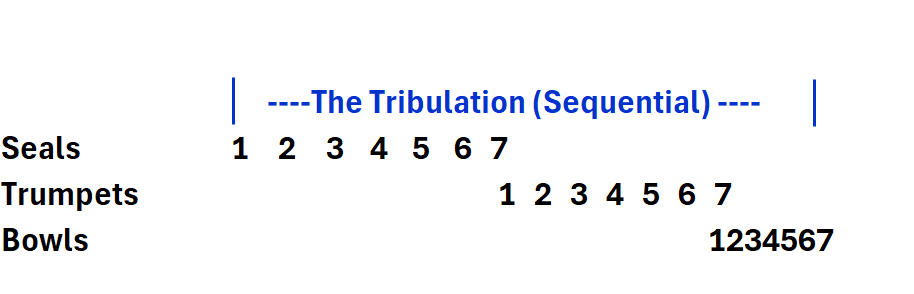 | ----The Tribulation (Sequential) ---- |
Seals 1 2 3 4 5 6 7
Trumpets 1 2 3 4 5 6 7
Bowls 1234567